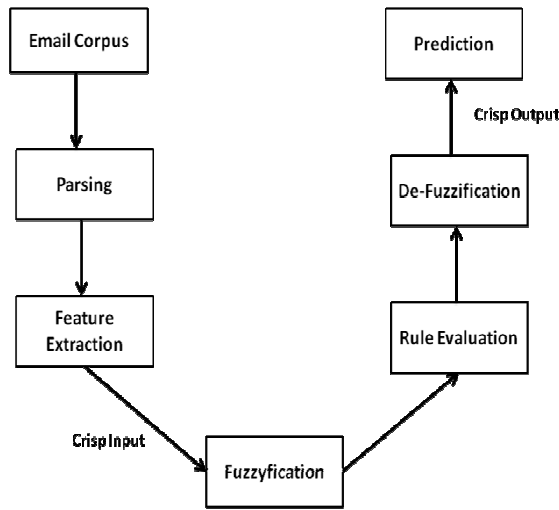 Email Corpus
Parsing
Feature
Extraction
Crisp Input
Fuzzyfication
Rule Evaluation
De-Fuzzification
Crisp Output
Prediction